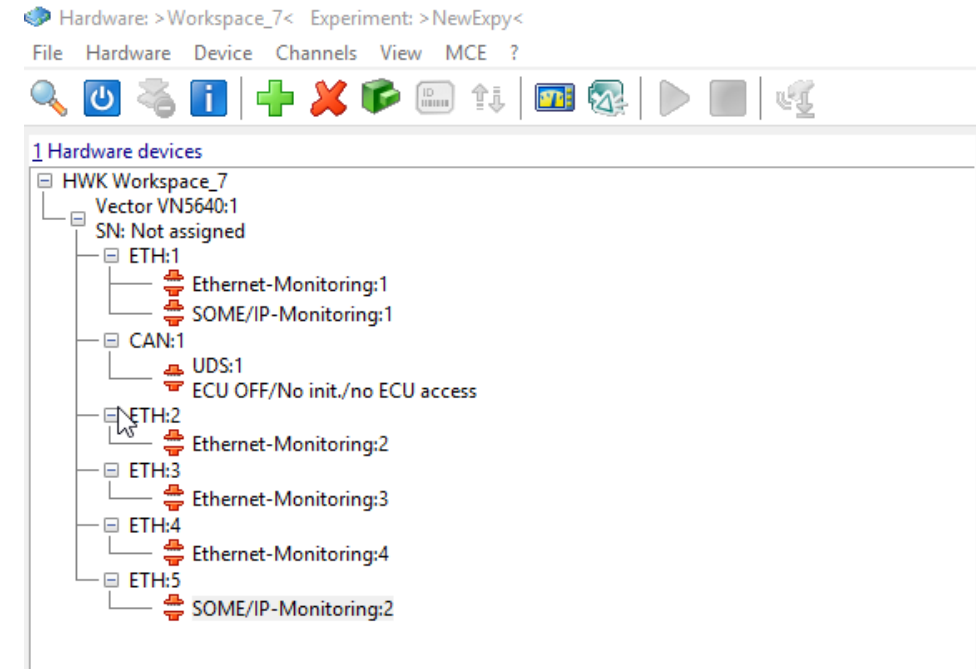 Hardware: >Workspace_7< Experiment: >NewExpy<
File Hardware Device Channels View MCE ?
ID
1 Hardware devices
HWK Workspace_7
Vector VN5640:1
SN: Not assigned
ETH:1
Ethernet-Monitoring:1
SOME/IP-Monitoring:1
CAN:1
UDS:1
ECU OFF/No init./no ECU access
ETH:2
Ethernet-Monitoring:2
ETH:3
Ethernet-Monitoring:3
ETH:4
Ethernet-Monitoring:4
ETH:5
SOME/IP-Monitoring:2